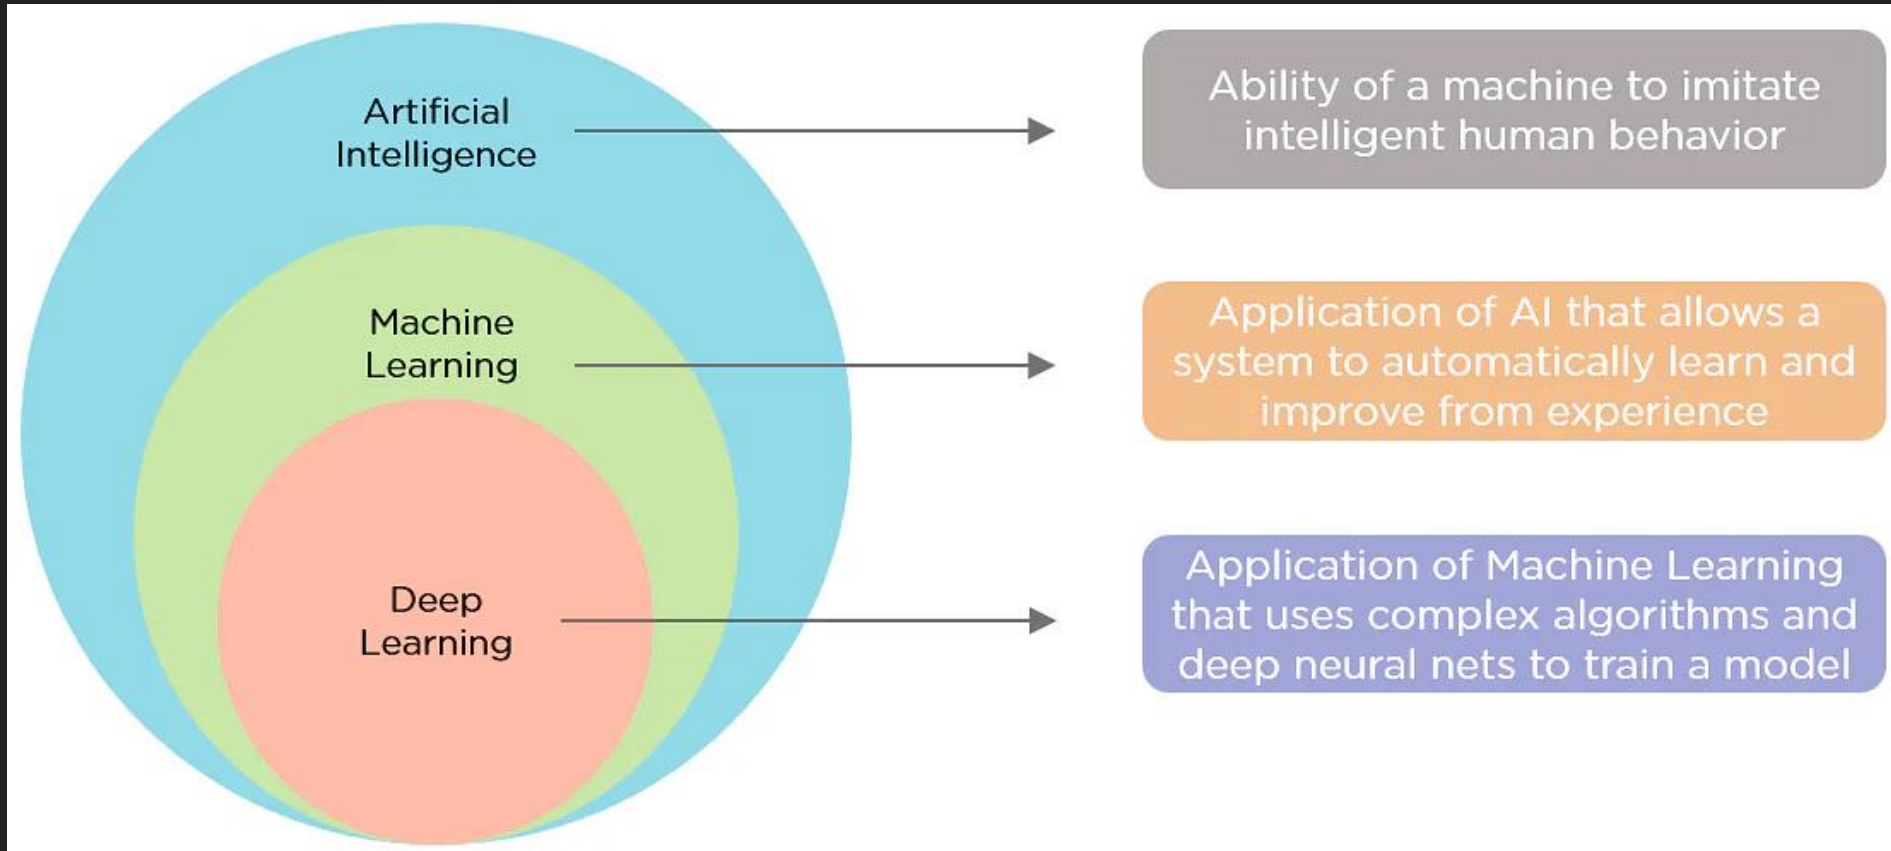 Artificial
Intelligence
Ability of a machine to imitate
intelligent human behavior
Machine
Learning
Application of AI that allows a
system to automatically learn and
improve from experience
Deep
Learning
Application of Machine Learning
that uses complex algorithms and
deep neural nets to train a model